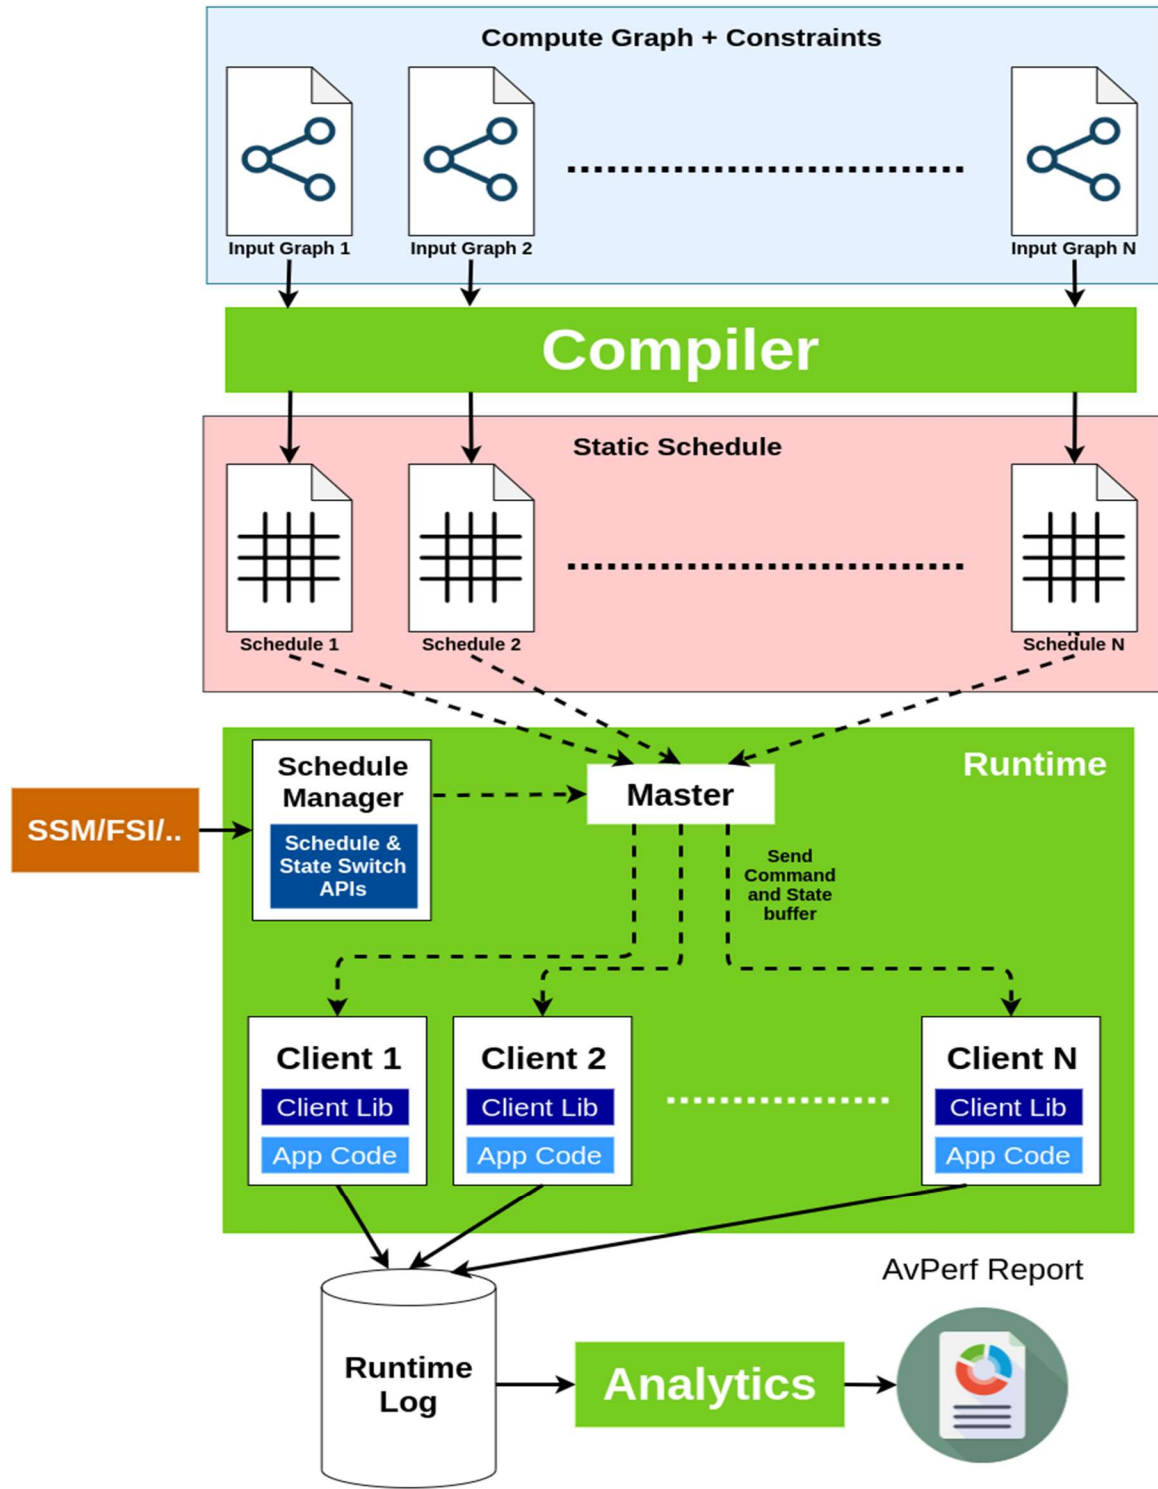 Compute Graph + Constraints
Input Graph 1
Input Graph 2
Input Graph N
Compiler
Static Schedule
Schedule 1
Schedule 2
Schedule N
Runtime
Schedule
Manager
Schedule &
State Switch
APIs
SSM/FSI/..
Master
Send
Command
and State
buffer
Client 1
Client Lib
App Code
Client 2
Client Lib
App Code
Client N
Client Lib
App Code
AvPerf Report
Runtime
Log
Analytics